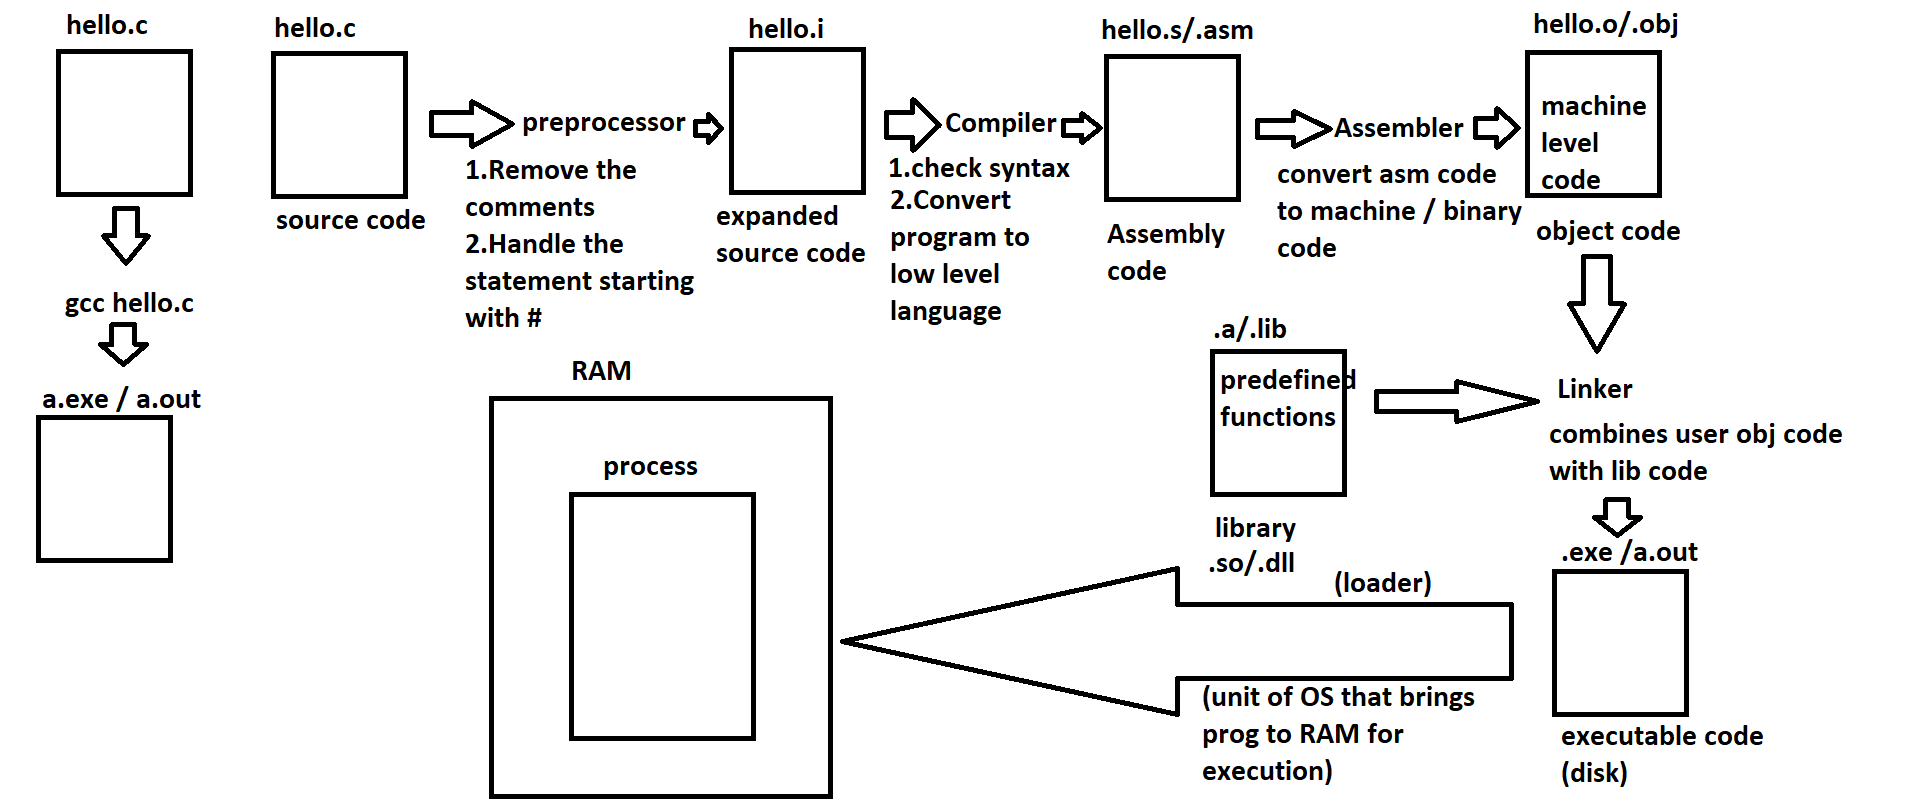 hello.c
gcc hello.c
a.exe / a.out
hello.c
source code
preprocessor
1.Remove the
comments
2.Handle the
statement starting
with #
hello.i
expanded
source code
Compiler
1.check syntax
2.Convert
program to
low level
language
hello.s/.asm
Assembly
code
Assembler
convert asm code
to machine / binary
code
hello.o/.obj
machine
level
code
object code
.a/.lib
predefined
functions
library
.so/.dll
Linker
combines user obj code
with lib code
.exe /a.out
executable code
(disk)
(loader)
(unit of OS that brings
prog to RAM for
execution)
RAM
process